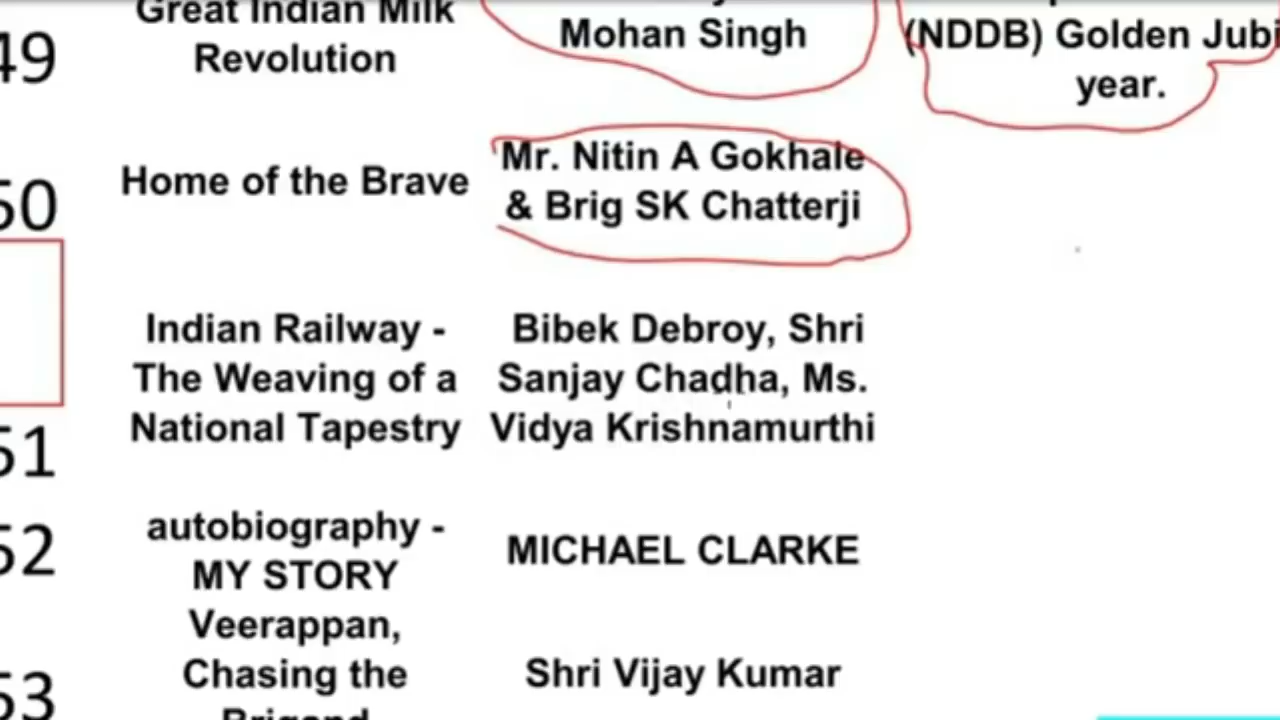 Great Indian Milk
Revolution
49
Mohan Singh
(NDDB) Golden Jubi
year.
50
Home of the Brave
Mr. Nitin A Gokhale
& Brig SK Chatterji
51
Indian Railway -
The Weaving of a
National Tapestry
Bibek Debroy, Shri
Sanjay Chadha, Ms.
Vidya Krishnamurthi
52
autobiography -
MY STORY
MICHAEL CLARKE
53
Veerappan,
Chasing the
Brigand
Shri Vijay Kumar